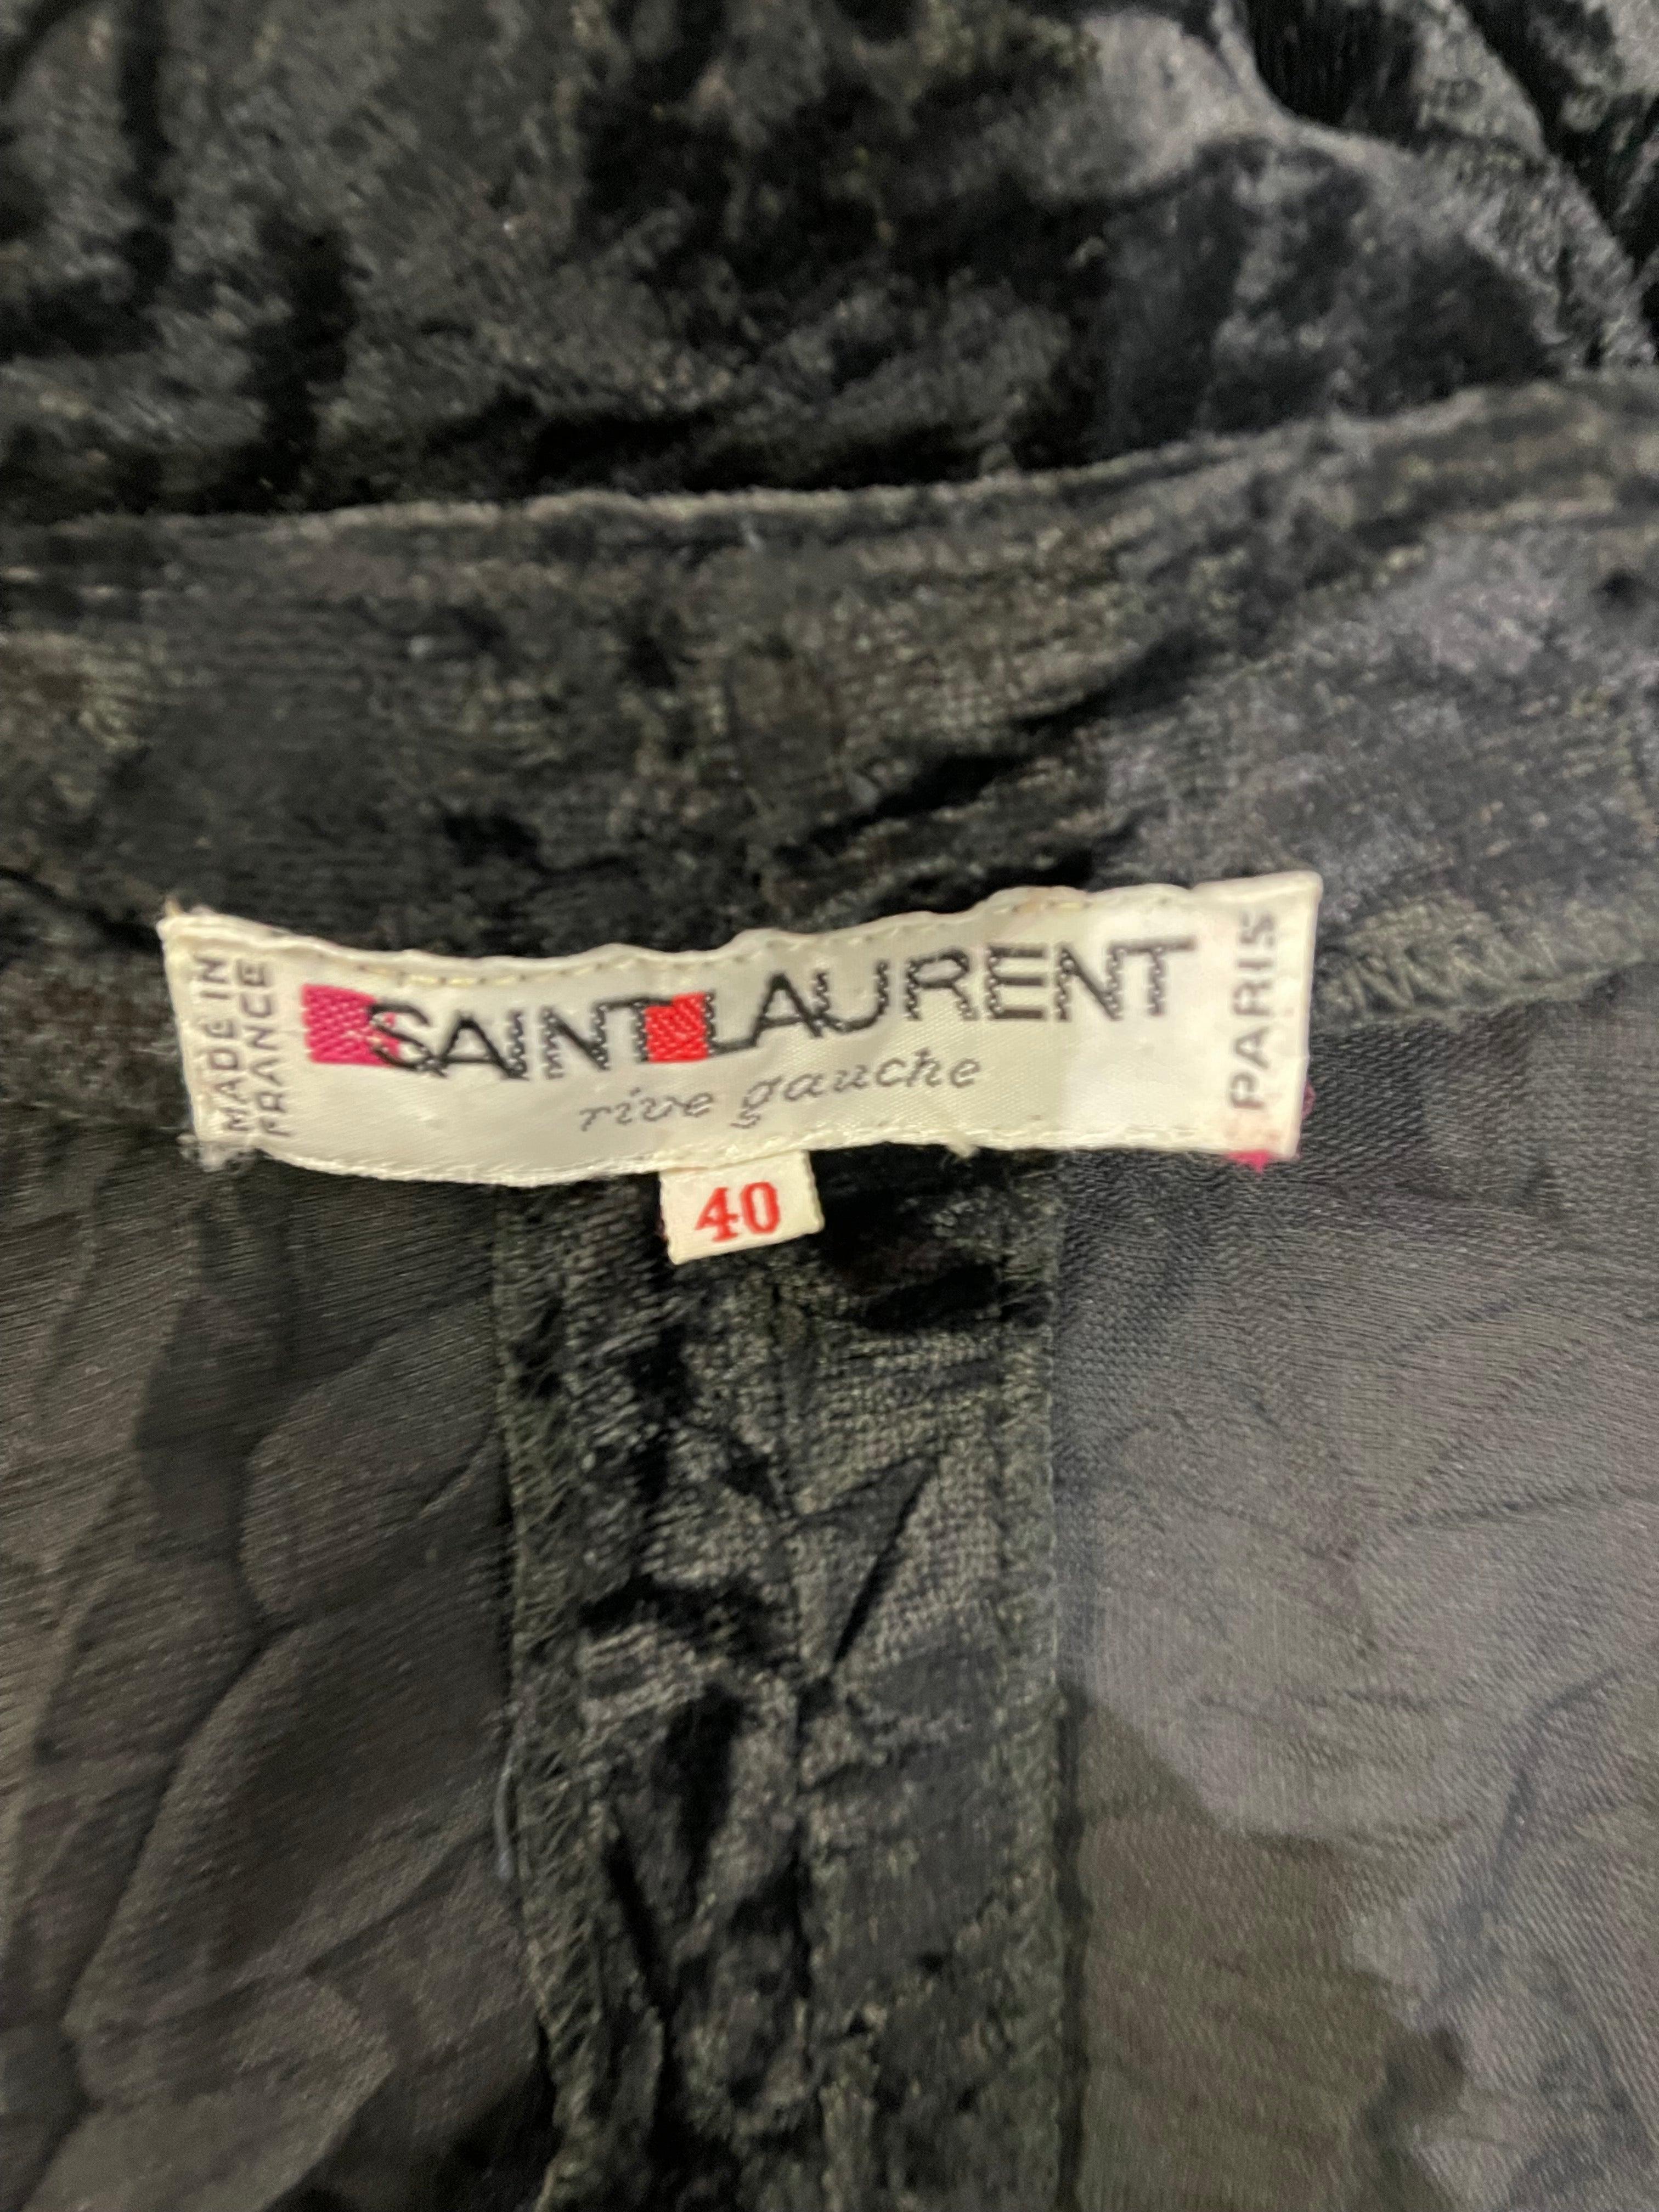 MADE IN
FRANCE
SAINT LAURENT
rive gauche
PARIS
40